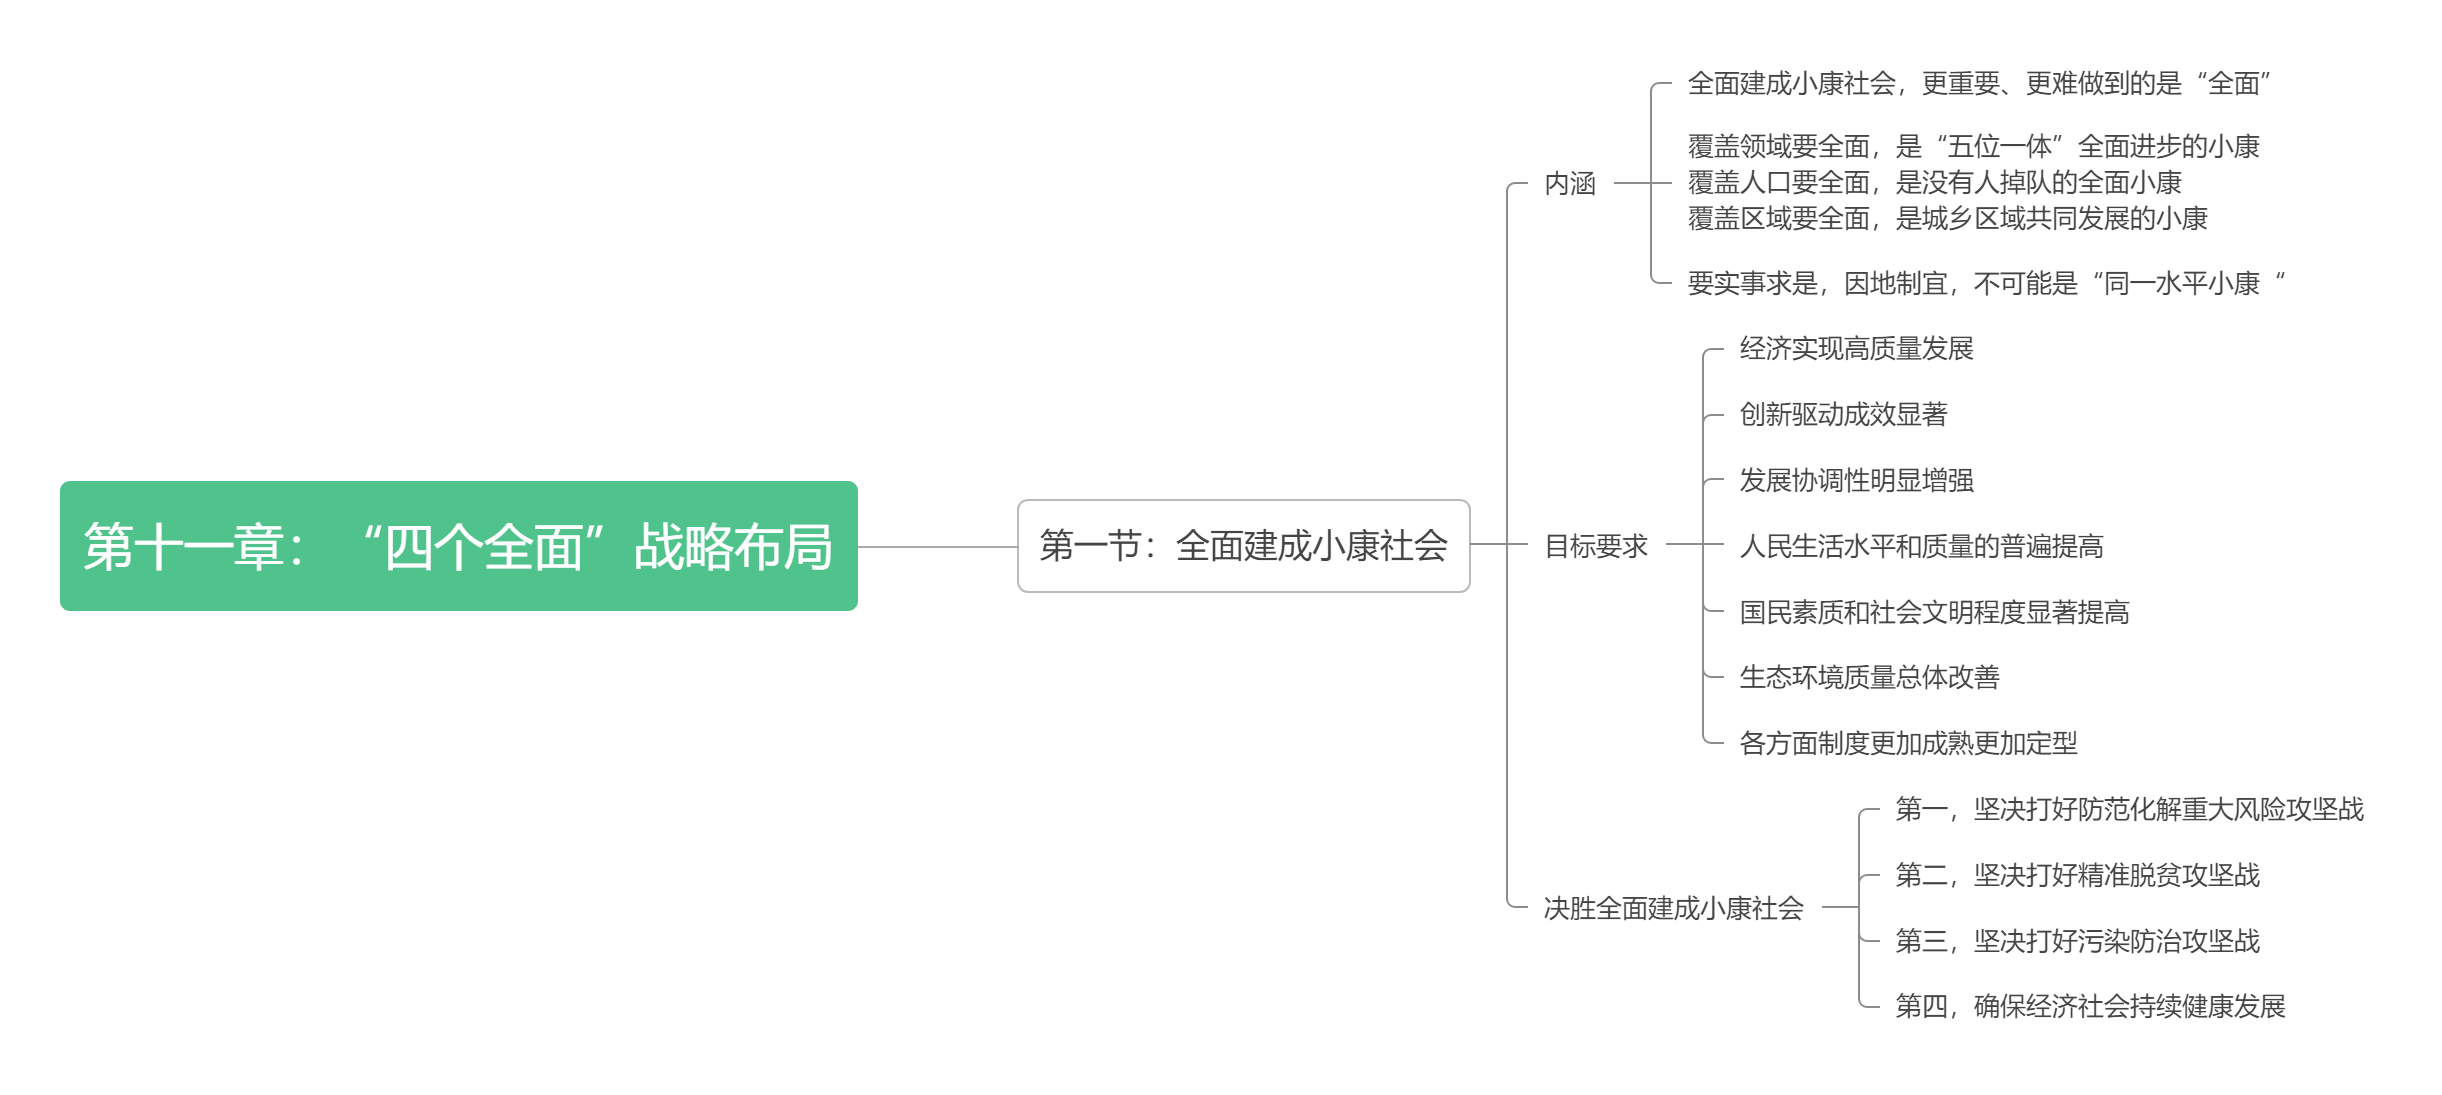 第十一章：“四个全面”战略布局
第一节：全面建成小康社会
内涵
全面建成小康社会，更重要、更难做到的是“全面”
覆盖领域要全面，是“五位一体”全面进步的小康
覆盖人口要全面，是没有人掉队的全面小康
覆盖区域要全面，是城乡区域共同发展的小康
要实事求是，因地制宜，不可能是“同一水平小康“
目标要求
经济实现高质量发展
创新驱动成效显著
发展协调性明显增强
人民生活水平和质量的普遍提高
国民素质和社会文明程度显著提高
生态环境质量总体改善
各方面制度更加成熟更加定型
决胜全面建成小康社会
第一，坚决打好防范化解重大风险攻坚战
第二，坚决打好精准脱贫攻坚战
第三，坚决打好污染防治攻坚战
第四，确保经济社会持续健康发展